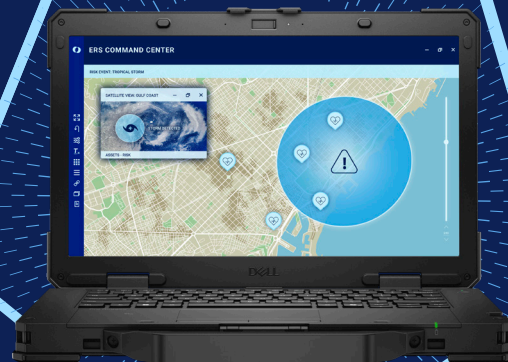 ERS COMMAND CENTER
RISK EVENT: TROPICAL STORM
SATELLITE VIEW: GULF COAST
STORM DETECTED
ASSETS - RISK
DELL